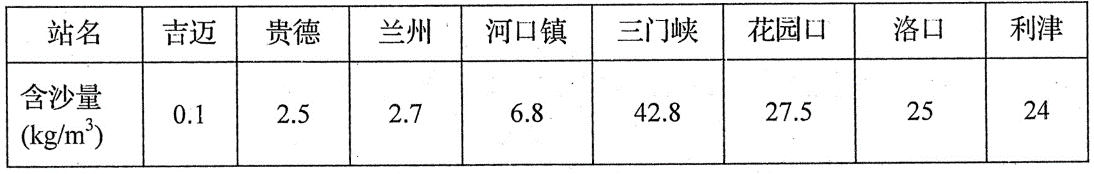 站名 吉迈 贵德 兰州 河口镇 三门峡 花园口 洛口 利津
含沙量 0.1 2.5 2.7 6.8 42.8 27.5 25 24
(kg/m³)